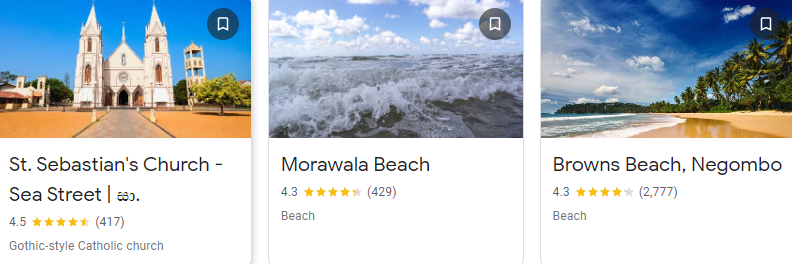 St. Sebastian's Church -
Sea Street | සා.
4.5 (417)
Gothic-style Catholic church
Morawala Beach
4.3 (429)
Beach
Browns Beach, Negombo
4.3 (2,777)
Beach